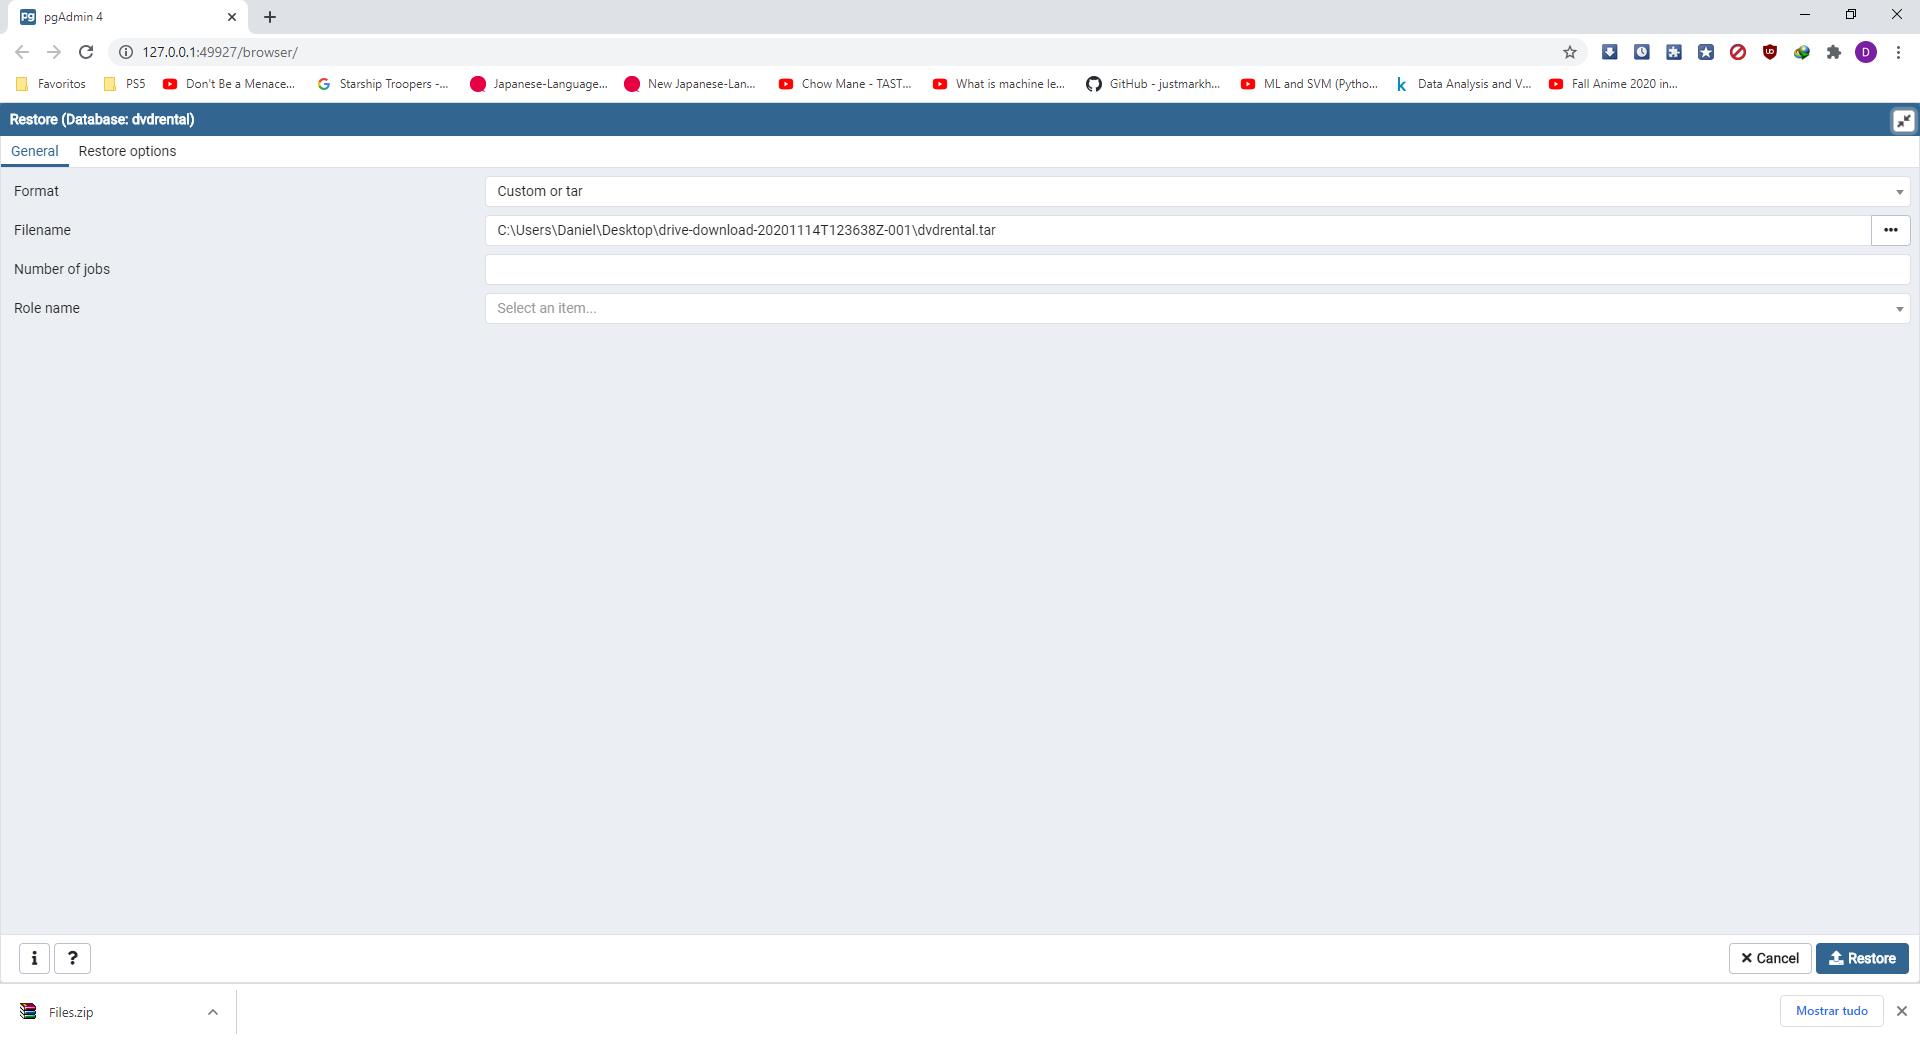 pgAdmin 4
127.0.0.1:49927/browser/
D
Favoritos PS5 Don't Be a Menace... Starship Troopers -... Japanese-Language... New Japanese-Lan... Chow Mane - TAST... What is machine le... GitHub - justmarkh... ML and SVM (Pytho... Data Analysis and V... Fall Anime 2020 in...
Restore (Database: dvdrental)
General Restore options
Format Custom or tar
Filename C:\Users\Daniel\Desktop\drive-download-20201114T123638Z-001\dvdrental.tar
Number of jobs
Role name Select an item...
i ? Cancel Restore
Files.zip Mostrar tudo